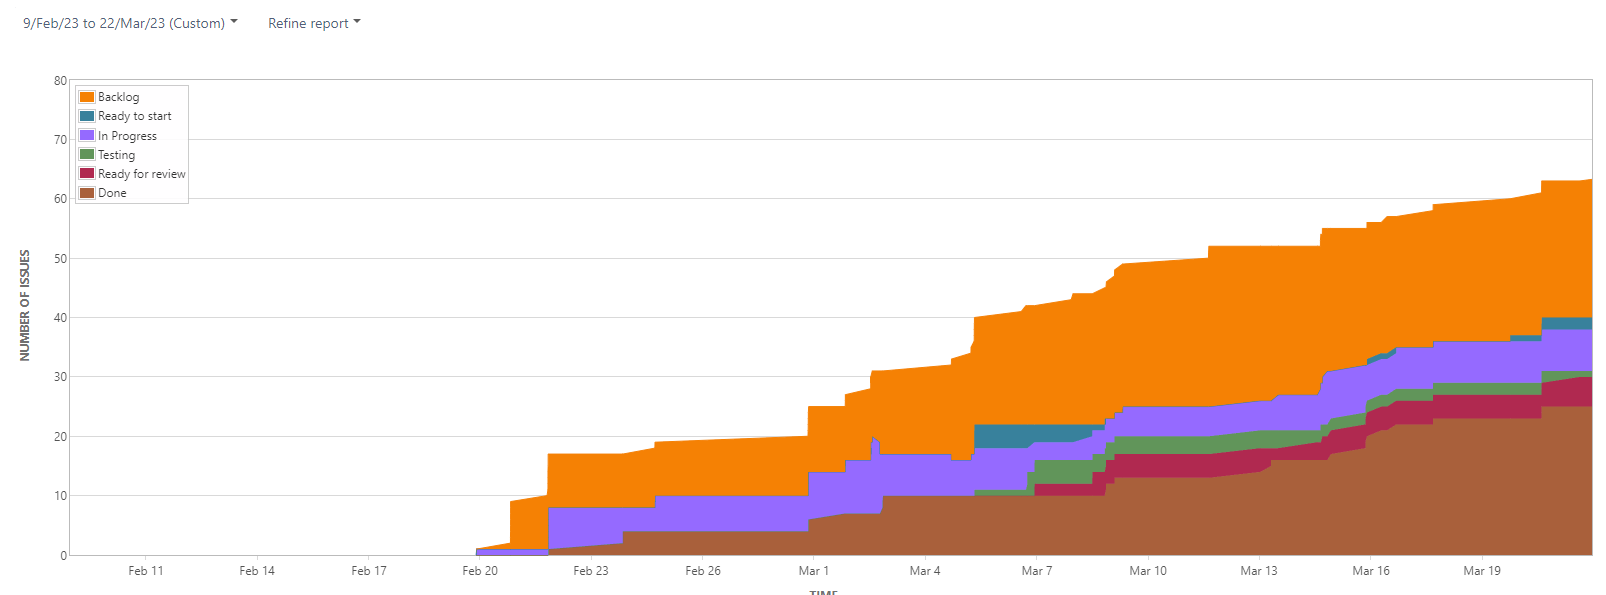 9/Feb/23 to 22/Mar/23 (Custom) Refine report
80
70
60
50
40
30
20
10
0
NUMBER OF ISSUES
Backlog
Ready to start
In Progress
Testing
Ready for review
Done
Feb 11 Feb 14 Feb 17 Feb 20 Feb 23 Feb 26 Mar 1 Mar 4 Mar 7 Mar 10 Mar 13 Mar 16 Mar 19
TIME